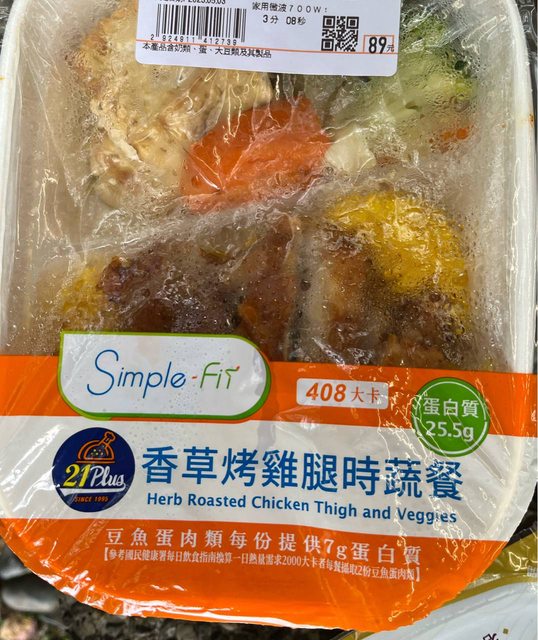 2023.05.03
家用微波700Wt
3分 08秒
2924811412739
89元
本產品含奶類、蛋、大豆類及其製品
Simple-Fit
408大卡
蛋白質
25.5g
21Plus
SINCE 1995
香草烤雞腿時蔬餐
Herb Roasted Chicken Thigh and Veggies
豆魚蛋肉類每份提供7g蛋白質
【參考國民健康署每日飲食指南換算一日熱量需求2000大卡者每餐攝取2份豆魚蛋肉類】